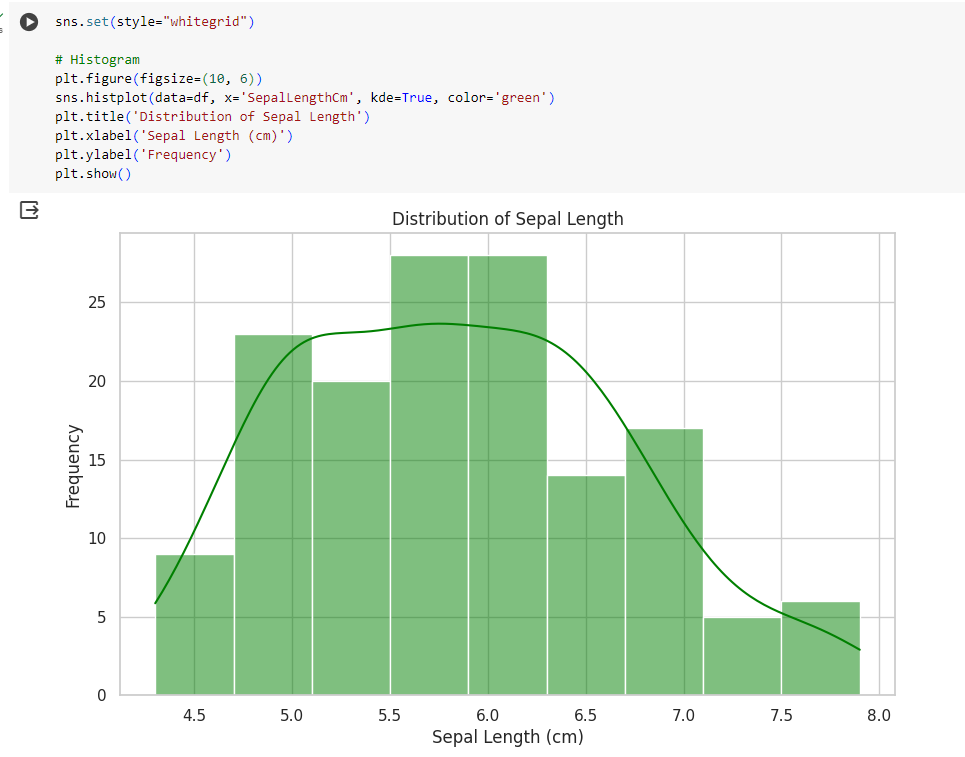 sns.set(style="whitegrid")
# Histogram
plt.figure(figsize=(10, 6))
sns.histplot(data=df, x='SepalLengthCm', kde=True, color='green')
plt.title('Distribution of Sepal Length')
plt.xlabel('Sepal Length (cm)')
plt.ylabel('Frequency')
plt.show()
Distribution of Sepal Length
Frequency
25
20
15
10
5
0
4.5 5.0 5.5 6.0 6.5 7.0 7.5 8.0
Sepal Length (cm)